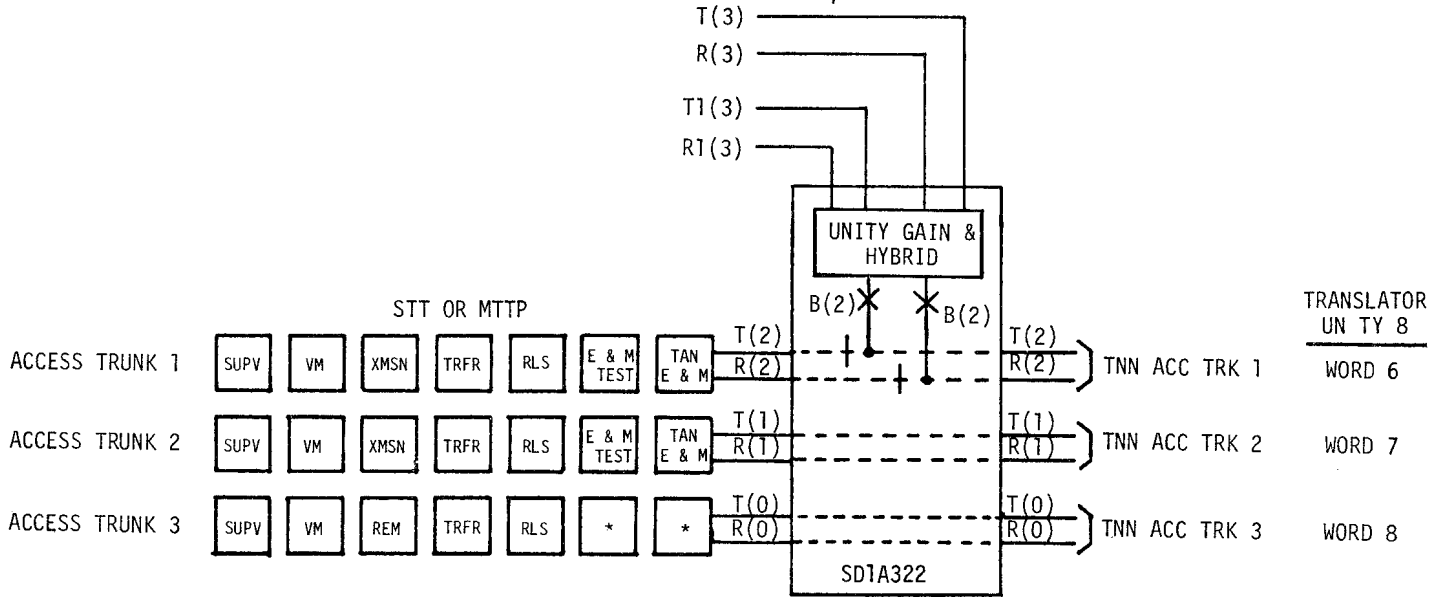 T(3)
R(3)
T1(3)
R1(3)
UNITY GAIN &
HYBRID
B(2)
B(2)
STT OR MTTP
TRANSLATOR
UN TY 8
ACCESS TRUNK 1
SUPV
VM
XMSN
TRFR
RLS
E & M
TEST
TAN
E & M
T(2)
R(2)
T(2)
R(2)
TNN ACC TRK 1
WORD 6
ACCESS TRUNK 2
SUPV
VM
XMSN
TRFR
RLS
E & M
TEST
TAN
E & M
T(1)
R(1)
T(1)
R(1)
TNN ACC TRK 2
WORD 7
ACCESS TRUNK 3
SUPV
VM
REM
TRFR
RLS
*
*
T(0)
R(0)
T(0)
R(0)
TNN ACC TRK 3
WORD 8
SD1A322